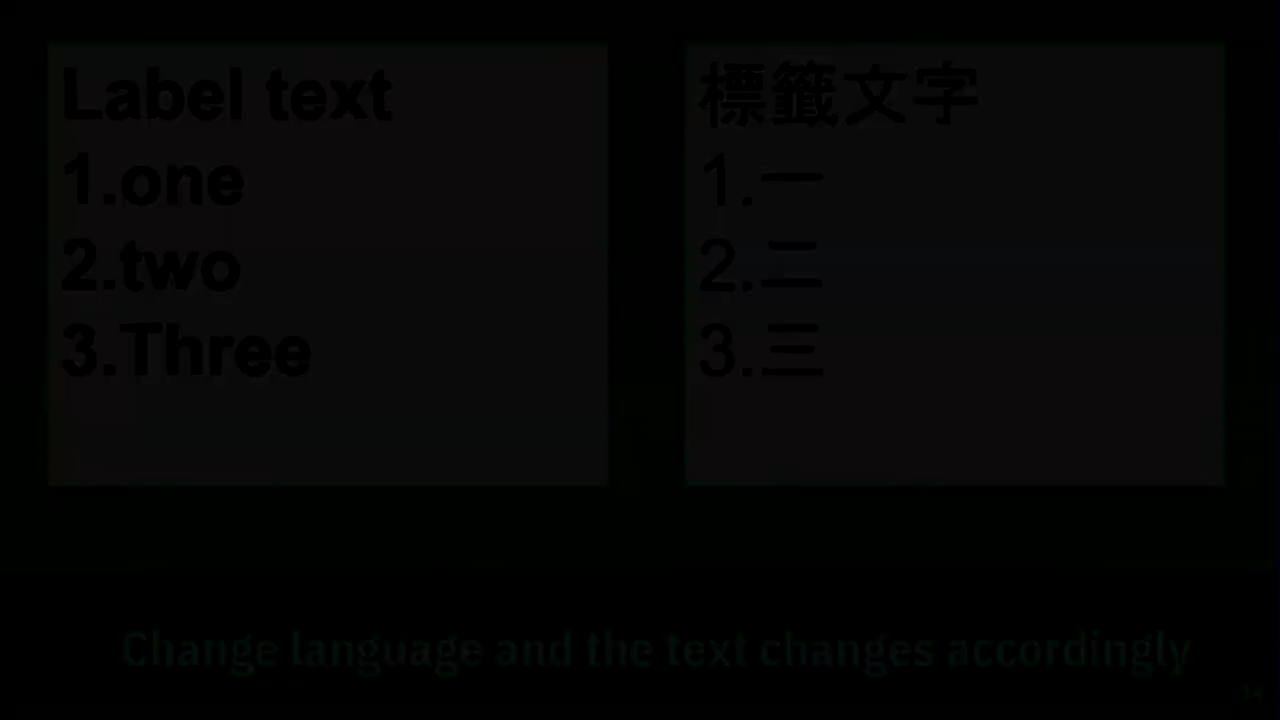 Label text
1.one
2.two
3.Three
標籤文字
1.一
2.二
3.三
Change language and the text changes accordingly
14